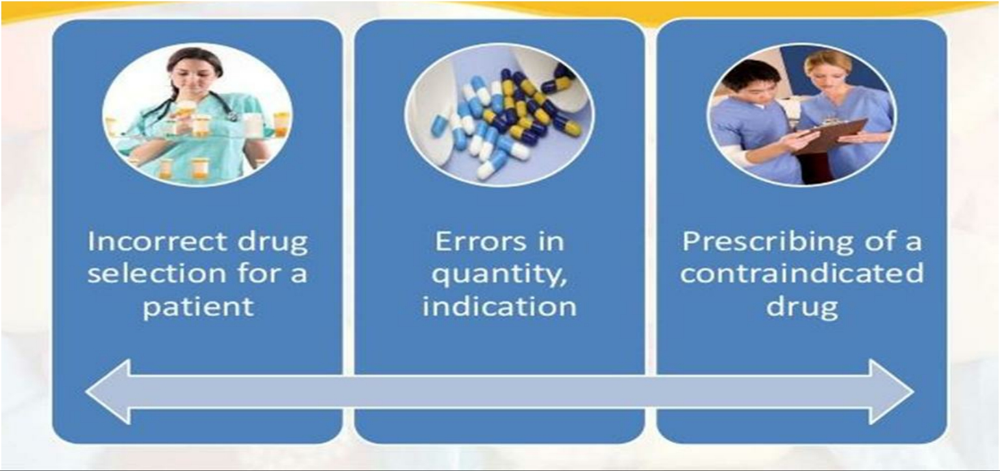 Incorrect drug
selection for a
patient
Errors in
quantity,
indication
Prescribing of a
contraindicated
drug